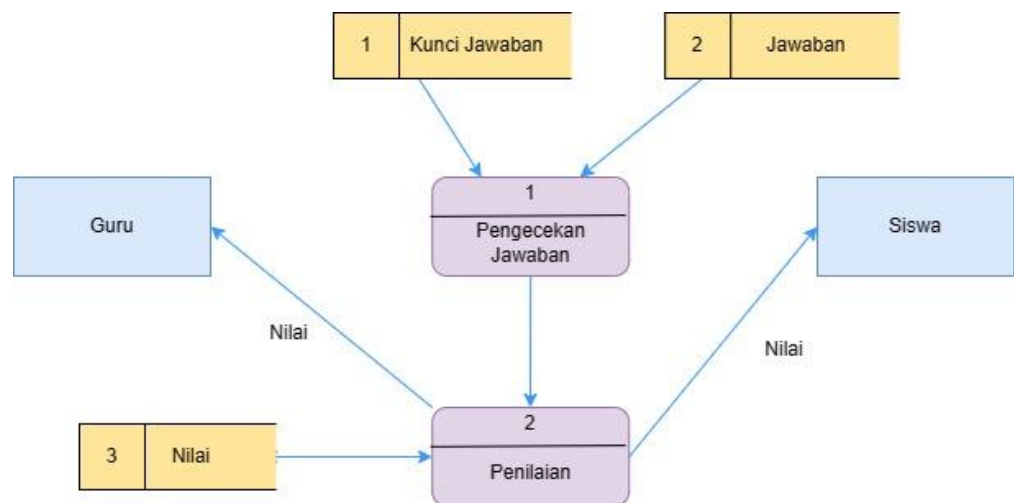 1
Kunci Jawaban
2
Jawaban
Guru
1
Pengecekan
Jawaban
Siswa
Nilai
Nilai
3
Nilai
2
Penilaian